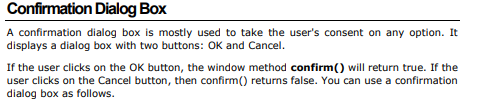 Confirmation Dialog Box
A confirmation dialog box is mostly used to take the user's consent on any option. It
displays a dialog box with two buttons: OK and Cancel.
If the user clicks on the OK button, the window method confirm() will return true. If the
user clicks on the Cancel button, then confirm() returns false. You can use a confirmation
dialog box as follows.